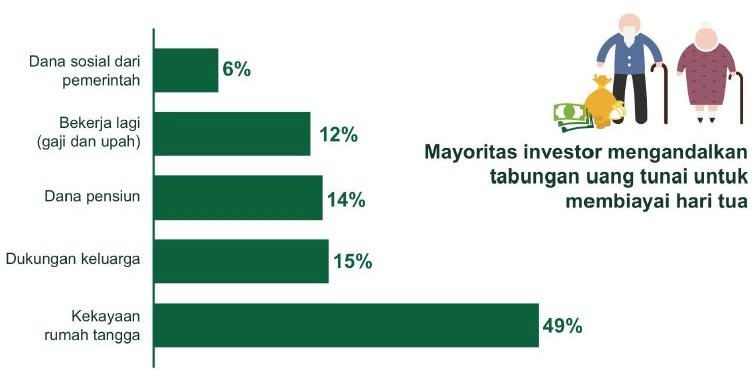 Dana sosial dari
pemerintah
6%
Bekerja lagi
(gaji dan upah)
12%
Dana pensiun
14%
Dukungan keluarga
15%
Kekayaan
rumah tangga
49%
Mayoritas investor mengandalkan
tabungan uang tunai untuk
membiayai hari tua